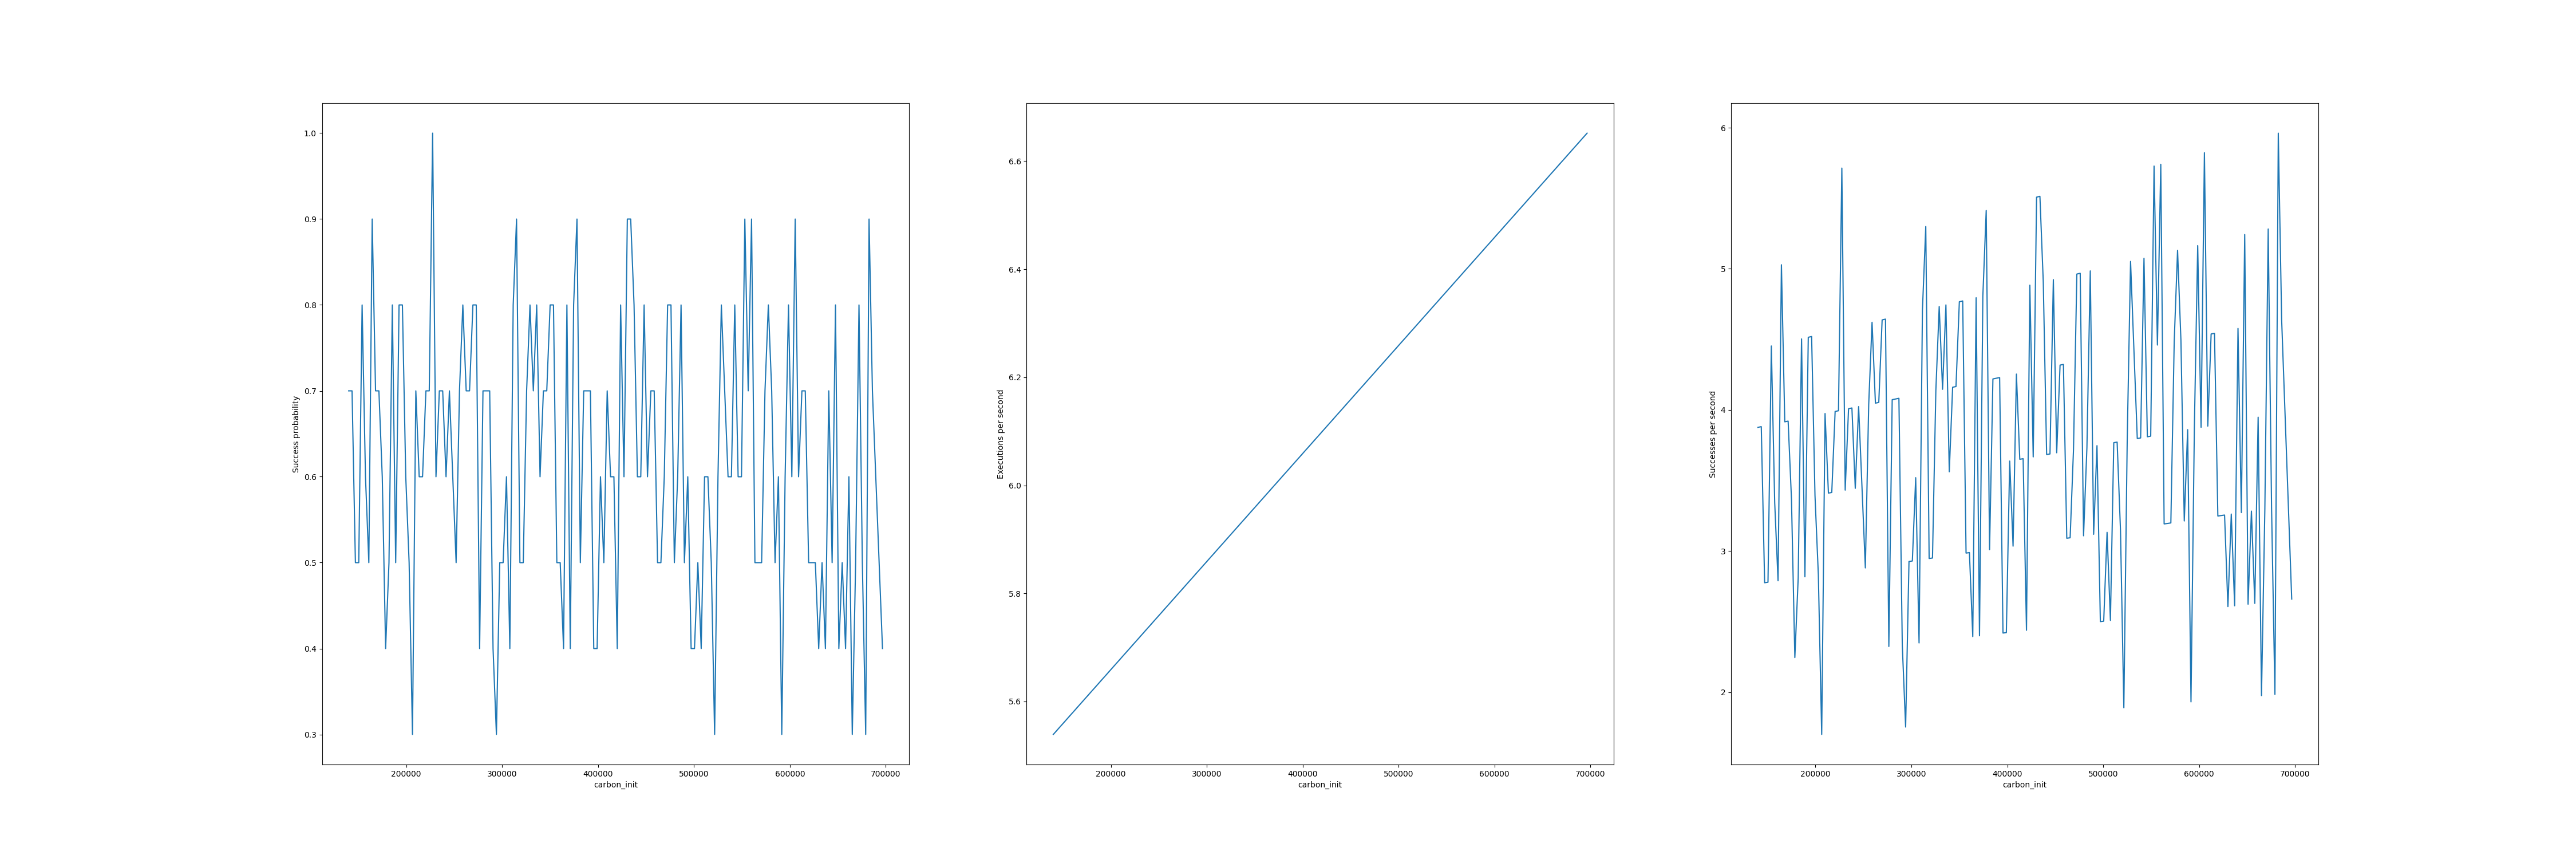 Success probability
1.0
0.9
0.8
0.7
0.6
0.5
0.4
0.3
200000 300000 400000 500000 600000 700000
carbon_init
Executions per second
6.6
6.4
6.2
6.0
5.8
5.6
200000 300000 400000 500000 600000 700000
carbon_init
Successes per second
6
5
4
3
2
200000 300000 400000 500000 600000 700000
carbon_init